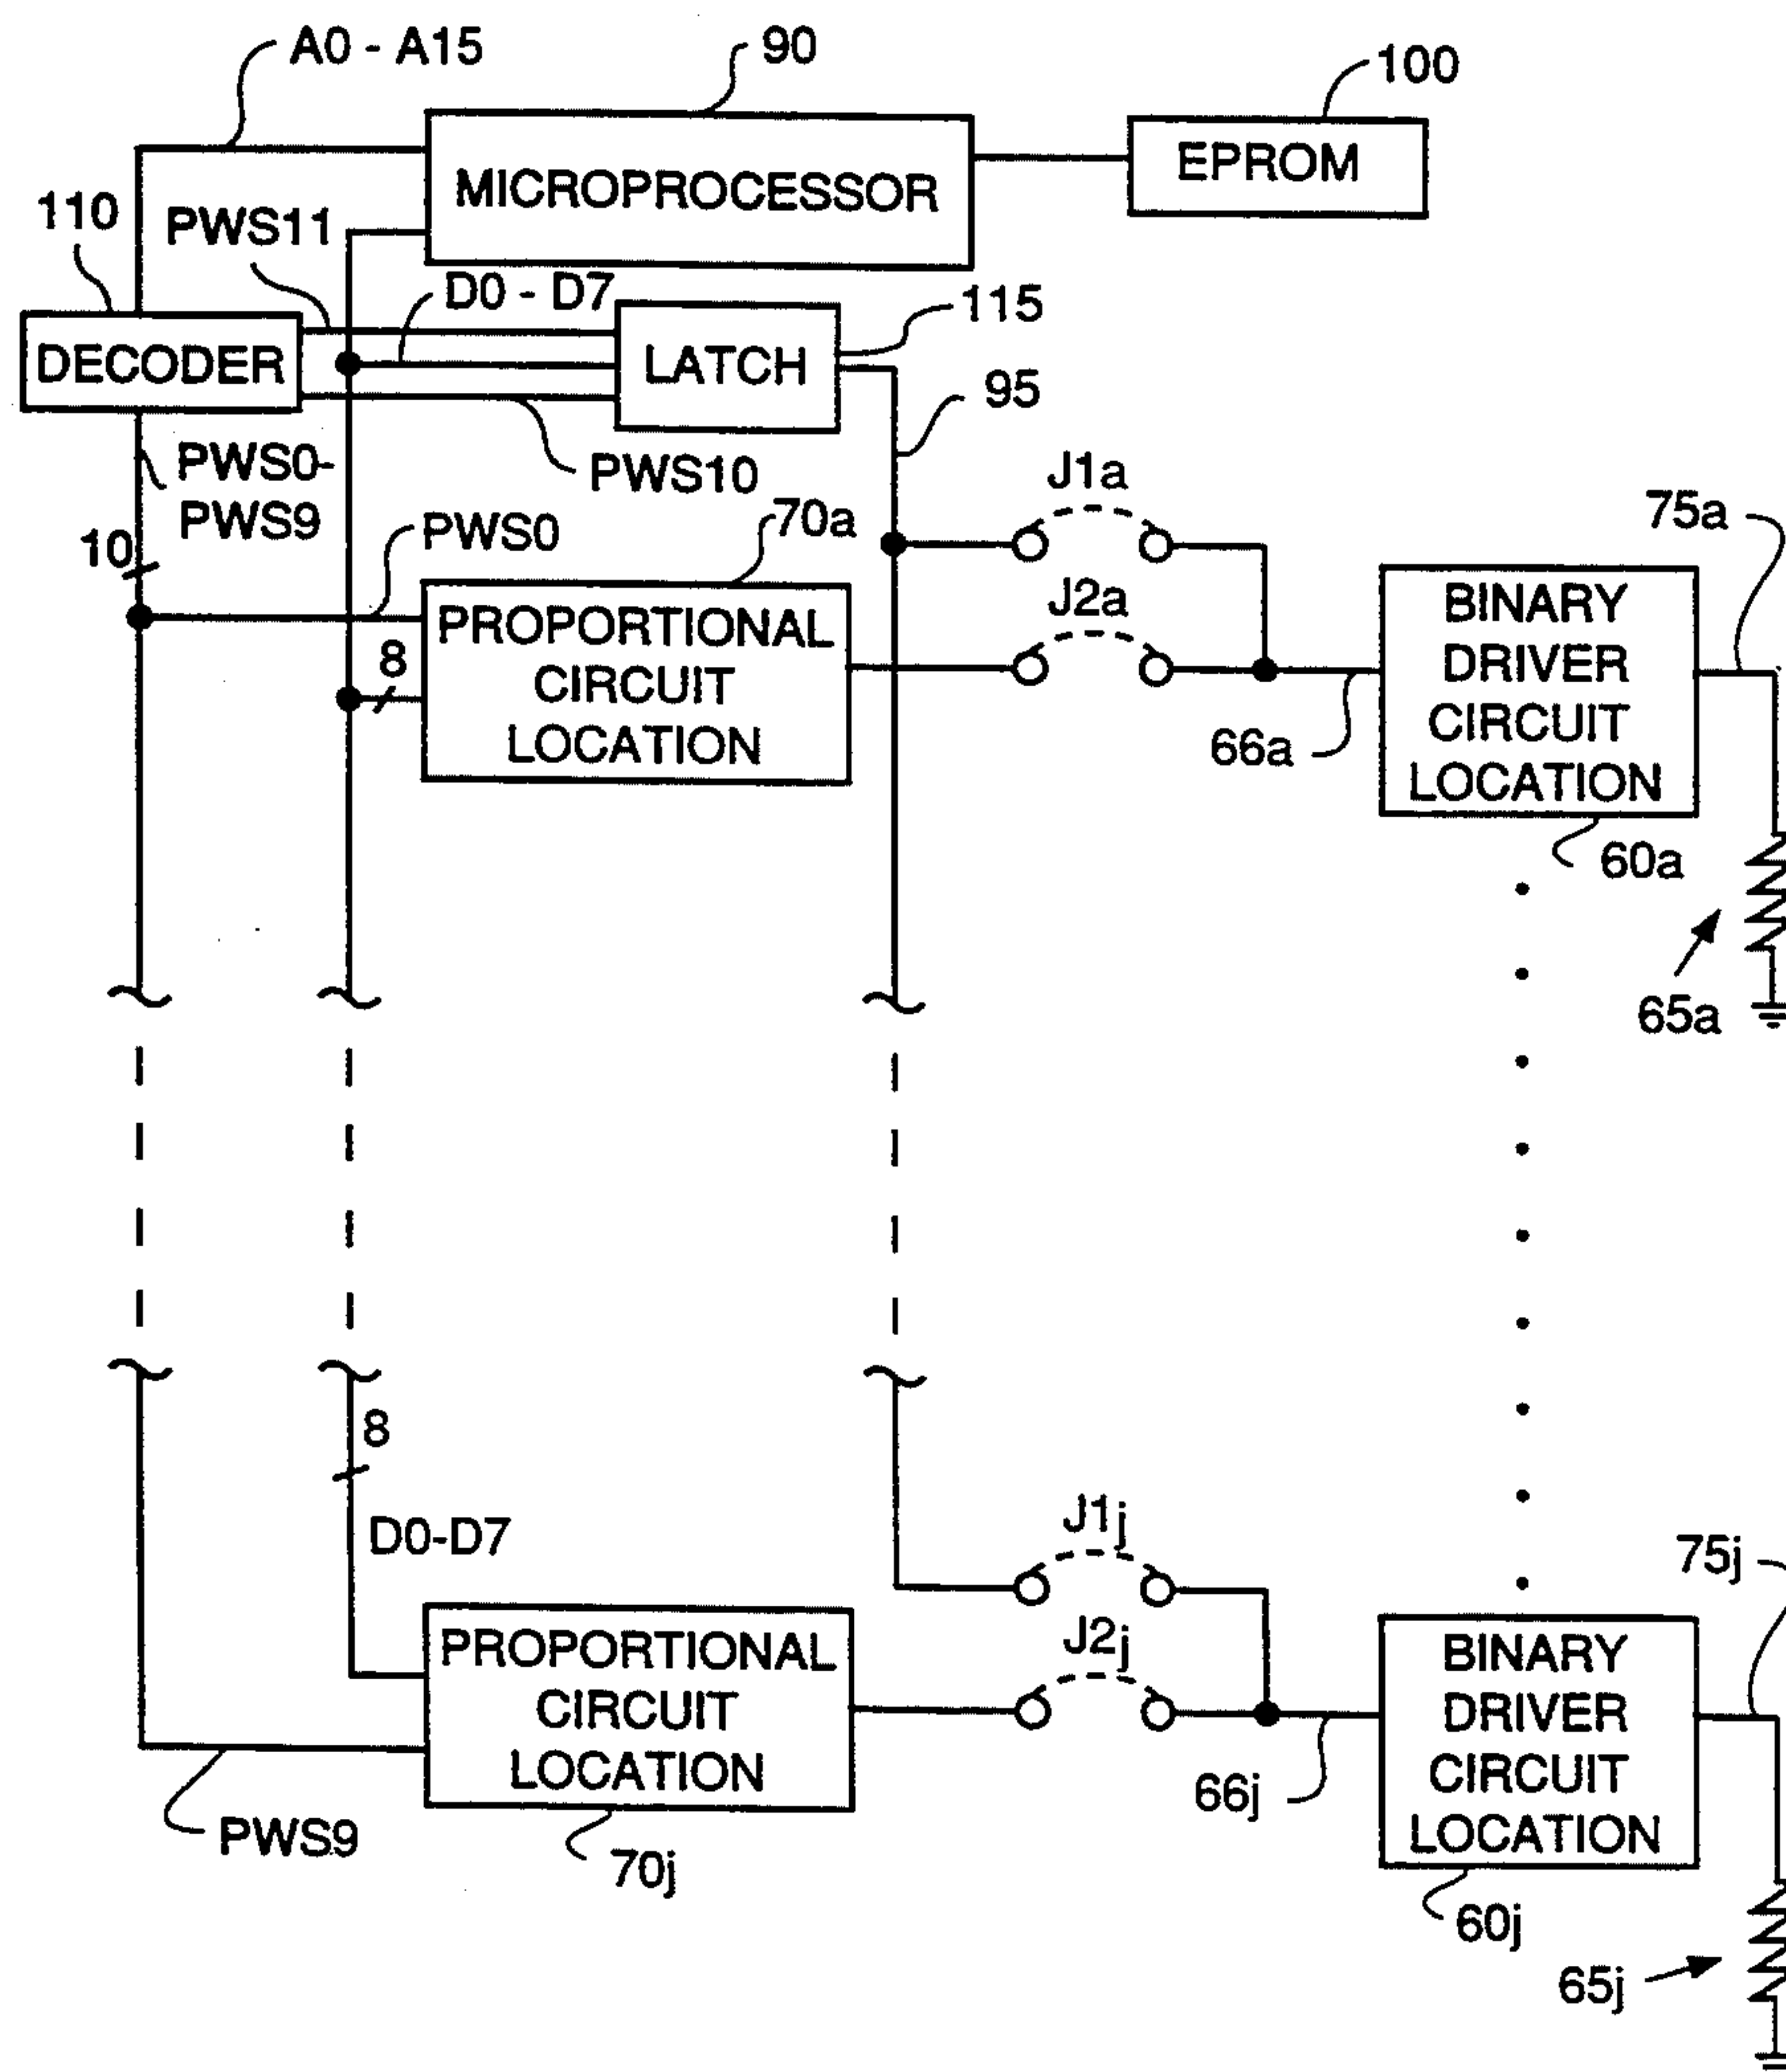 A0 - A15
90
100
MICROPROCESSOR
EPROM
110
PWS11
D0 - D7
115
DECODER
LATCH
95
PWS0-
PWS9
PWS10
10
PWS0
70a
J1a
75a
J2a
PROPORTIONAL
CIRCUIT
LOCATION
8
BINARY
DRIVER
CIRCUIT
LOCATION
66a
60a
65a
8
D0-D7
J1j
75j
J2j
PROPORTIONAL
CIRCUIT
LOCATION
BINARY
DRIVER
CIRCUIT
LOCATION
66j
PWS9
70j
60j
65j